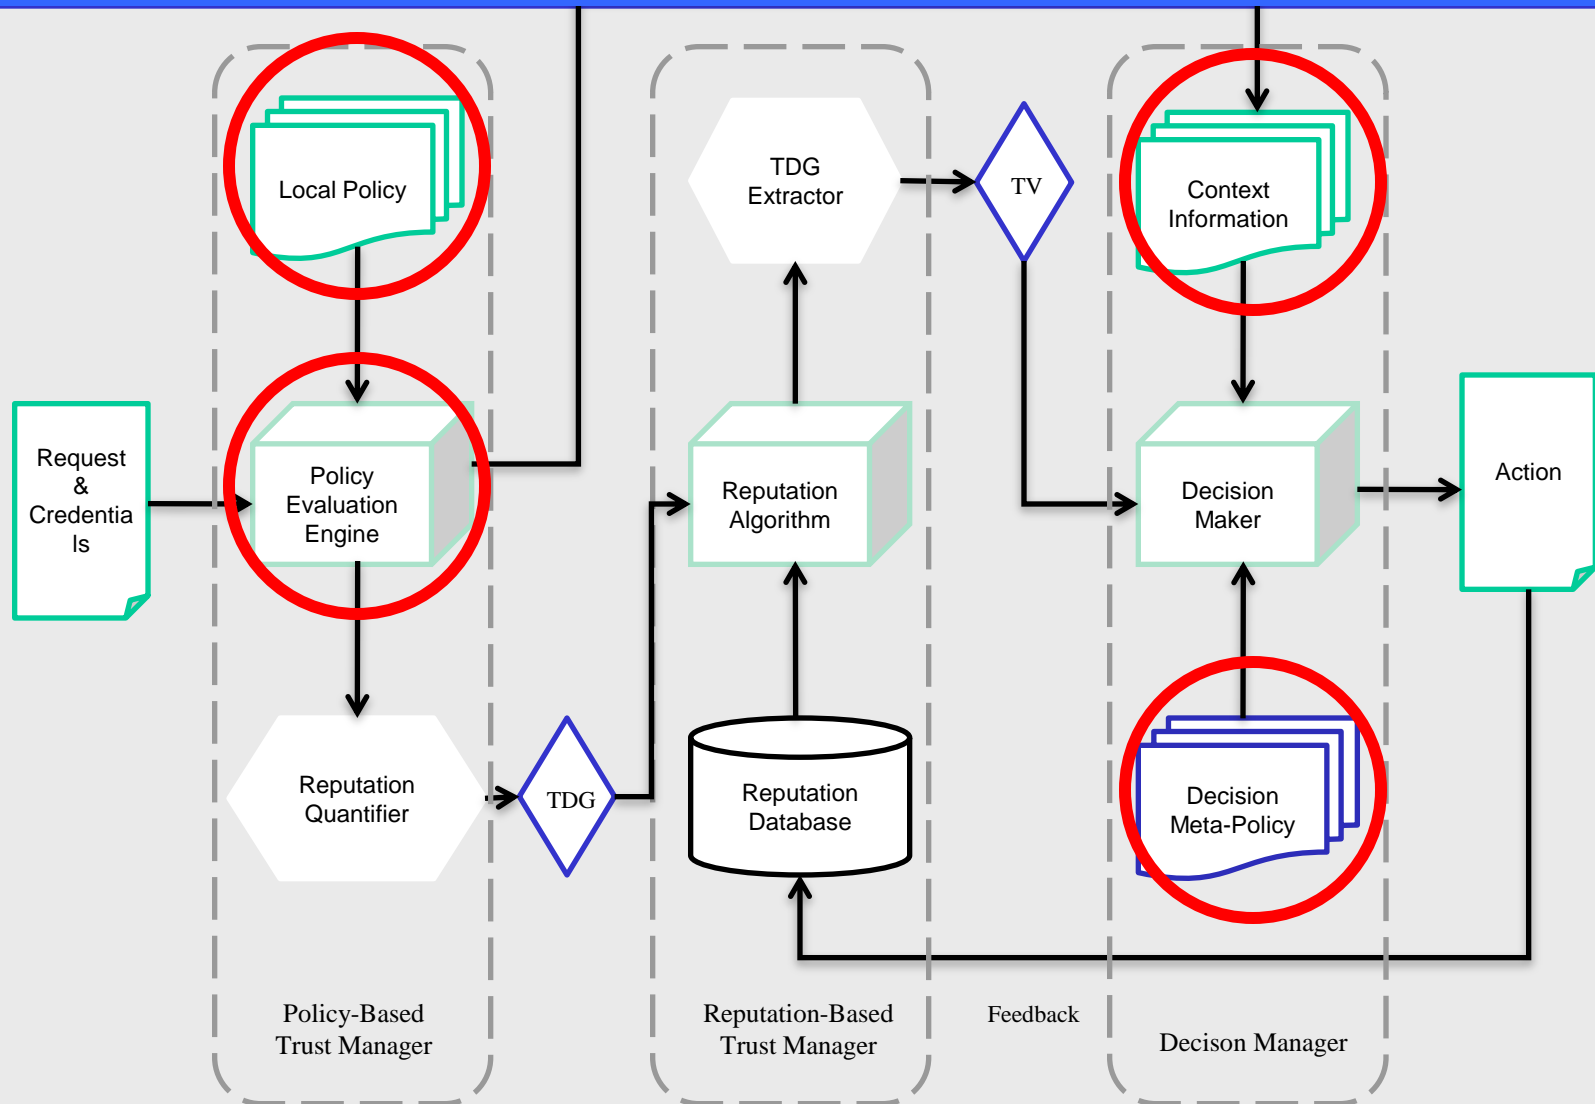 Local Policy
TDG
Extractor
TV
Context
Information
Request
&
Credentia
ls
Policy
Evaluation
Engine
Reputation
Algorithm
Decision
Maker
Action
Reputation
Quantifier
TDG
Reputation
Database
Decision
Meta-Policy
Policy-Based
Trust Manager
Reputation-Based
Trust Manager
Feedback
Decison Manager